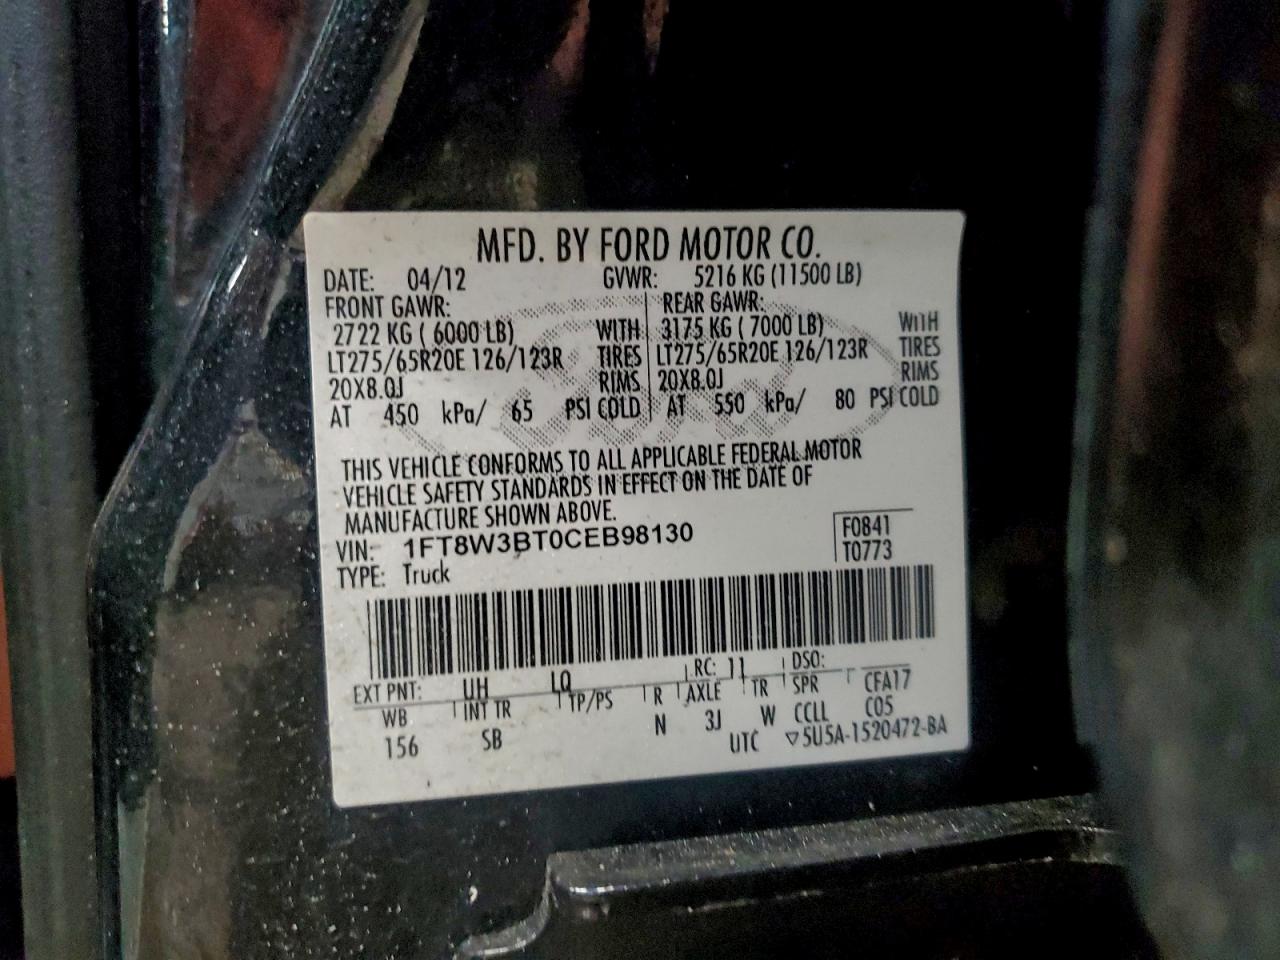 MFD. BY FORD MOTOR CO.
DATE: 04/12 GVWR: 5216 KG (11500 LB)
FRONT GAWR: REAR GAWR:
2722 KG ( 6000 LB) WITH 3175 KG ( 7000 LB) WITH
LT275/65R20E 126/123R TIRES LT275/65R20E 126/123R TIRES
20X8.0J RIMS 20X8.0J RIMS
AT 450 kPa/ 65 PSI COLD AT 550 kPa/ 80 PSI COLD
THIS VEHICLE CONFORMS TO ALL APPLICABLE FEDERAL MOTOR
VEHICLE SAFETY STANDARDS IN EFFECT ON THE DATE OF
MANUFACTURE SHOWN ABOVE.
VIN: 1FT8W3BT0CEB98130 F0841
TYPE: Truck T0773
EXT PNT: UH LQ RC: 11 DSO:
WB INT TR TP/PS R AXLE TR SPR CFA17
156 SB N 3J W CCLL C05
UTC ▽5U5A-1520472-BA